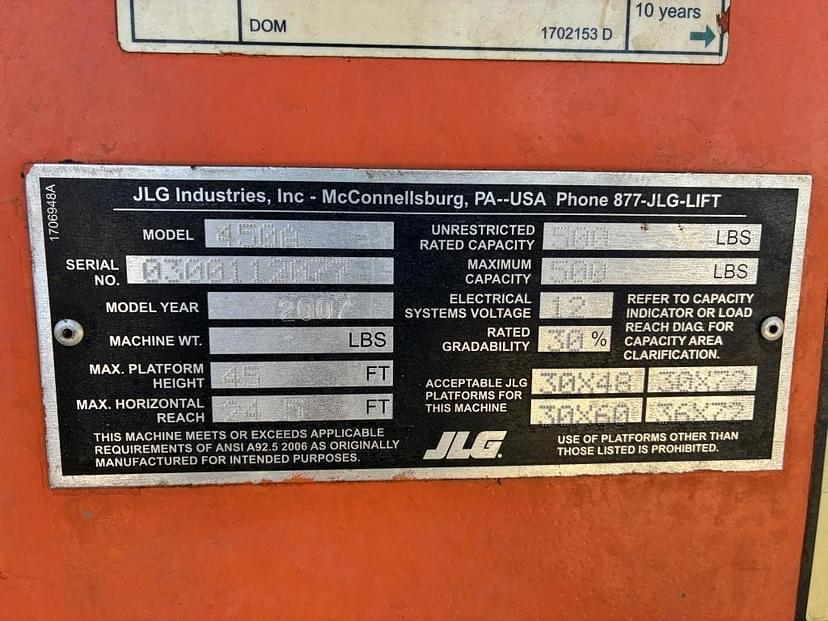 DOM
1702153 D
10 years
1706948A
JLG Industries, Inc - McConnellsburg, PA--USA Phone 877-JLG-LIFT
MODEL 450A
SERIAL NO. 0300112077
MODEL YEAR 2007
MACHINE WT. LBS
MAX. PLATFORM HEIGHT 45 FT
MAX. HORIZONTAL REACH FT
THIS MACHINE MEETS OR EXCEEDS APPLICABLE
REQUIREMENTS OF ANSI A92.5 2006 AS ORIGINALLY
MANUFACTURED FOR INTENDED PURPOSES.
UNRESTRICTED RATED CAPACITY 500 LBS
MAXIMUM CAPACITY 500 LBS
ELECTRICAL SYSTEMS VOLTAGE 12
RATED GRADABILITY 30 %
REFER TO CAPACITY
INDICATOR OR LOAD
REACH DIAG. FOR
CAPACITY AREA
CLARIFICATION.
ACCEPTABLE JLG
PLATFORMS FOR
THIS MACHINE
30X48 30X72
30X60 36X72
JLG
USE OF PLATFORMS OTHER THAN
THOSE LISTED IS PROHIBITED.